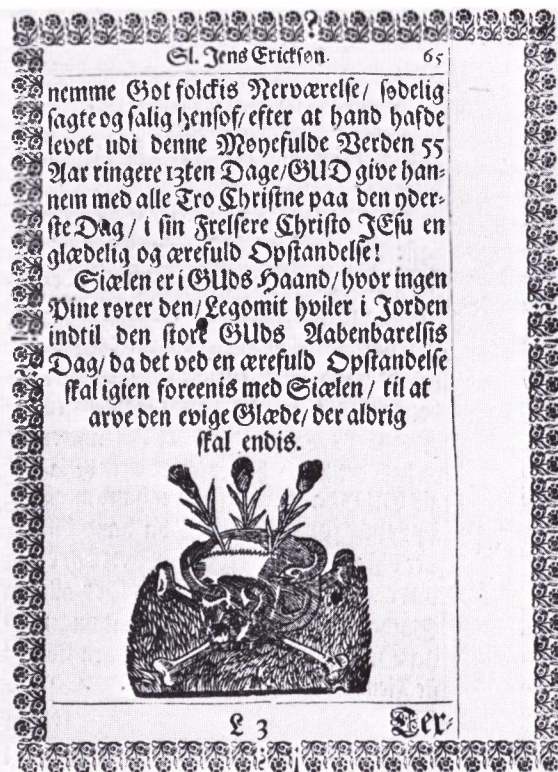 Sl. Jens Erickson. 65
nemme Got folckis Nerværelse/ sødelig
sagte og salig hensof/ efter at hand hafde
levet udi denne Møyefulde Verden 55
Aar ringere 13ten Dage/ GUD give han-
nem med alle Tro Christne paa den yder-
ste Dag/ i sin Frelsere Christo JEsu en
glædelig og ærefuld Opstandelse!
Siælen er i GUds Haand/ hvor ingen
Pine rører den/ Legomit hviler i Jorden
indtil den store GUds Aabenbarelsis
Dag/ da det ved en ærefuld Opstandelse
skal igien foreenis med Siælen/ til at
arve den evige Glæde/ der aldrig
skal endis.
L 3 Ter-